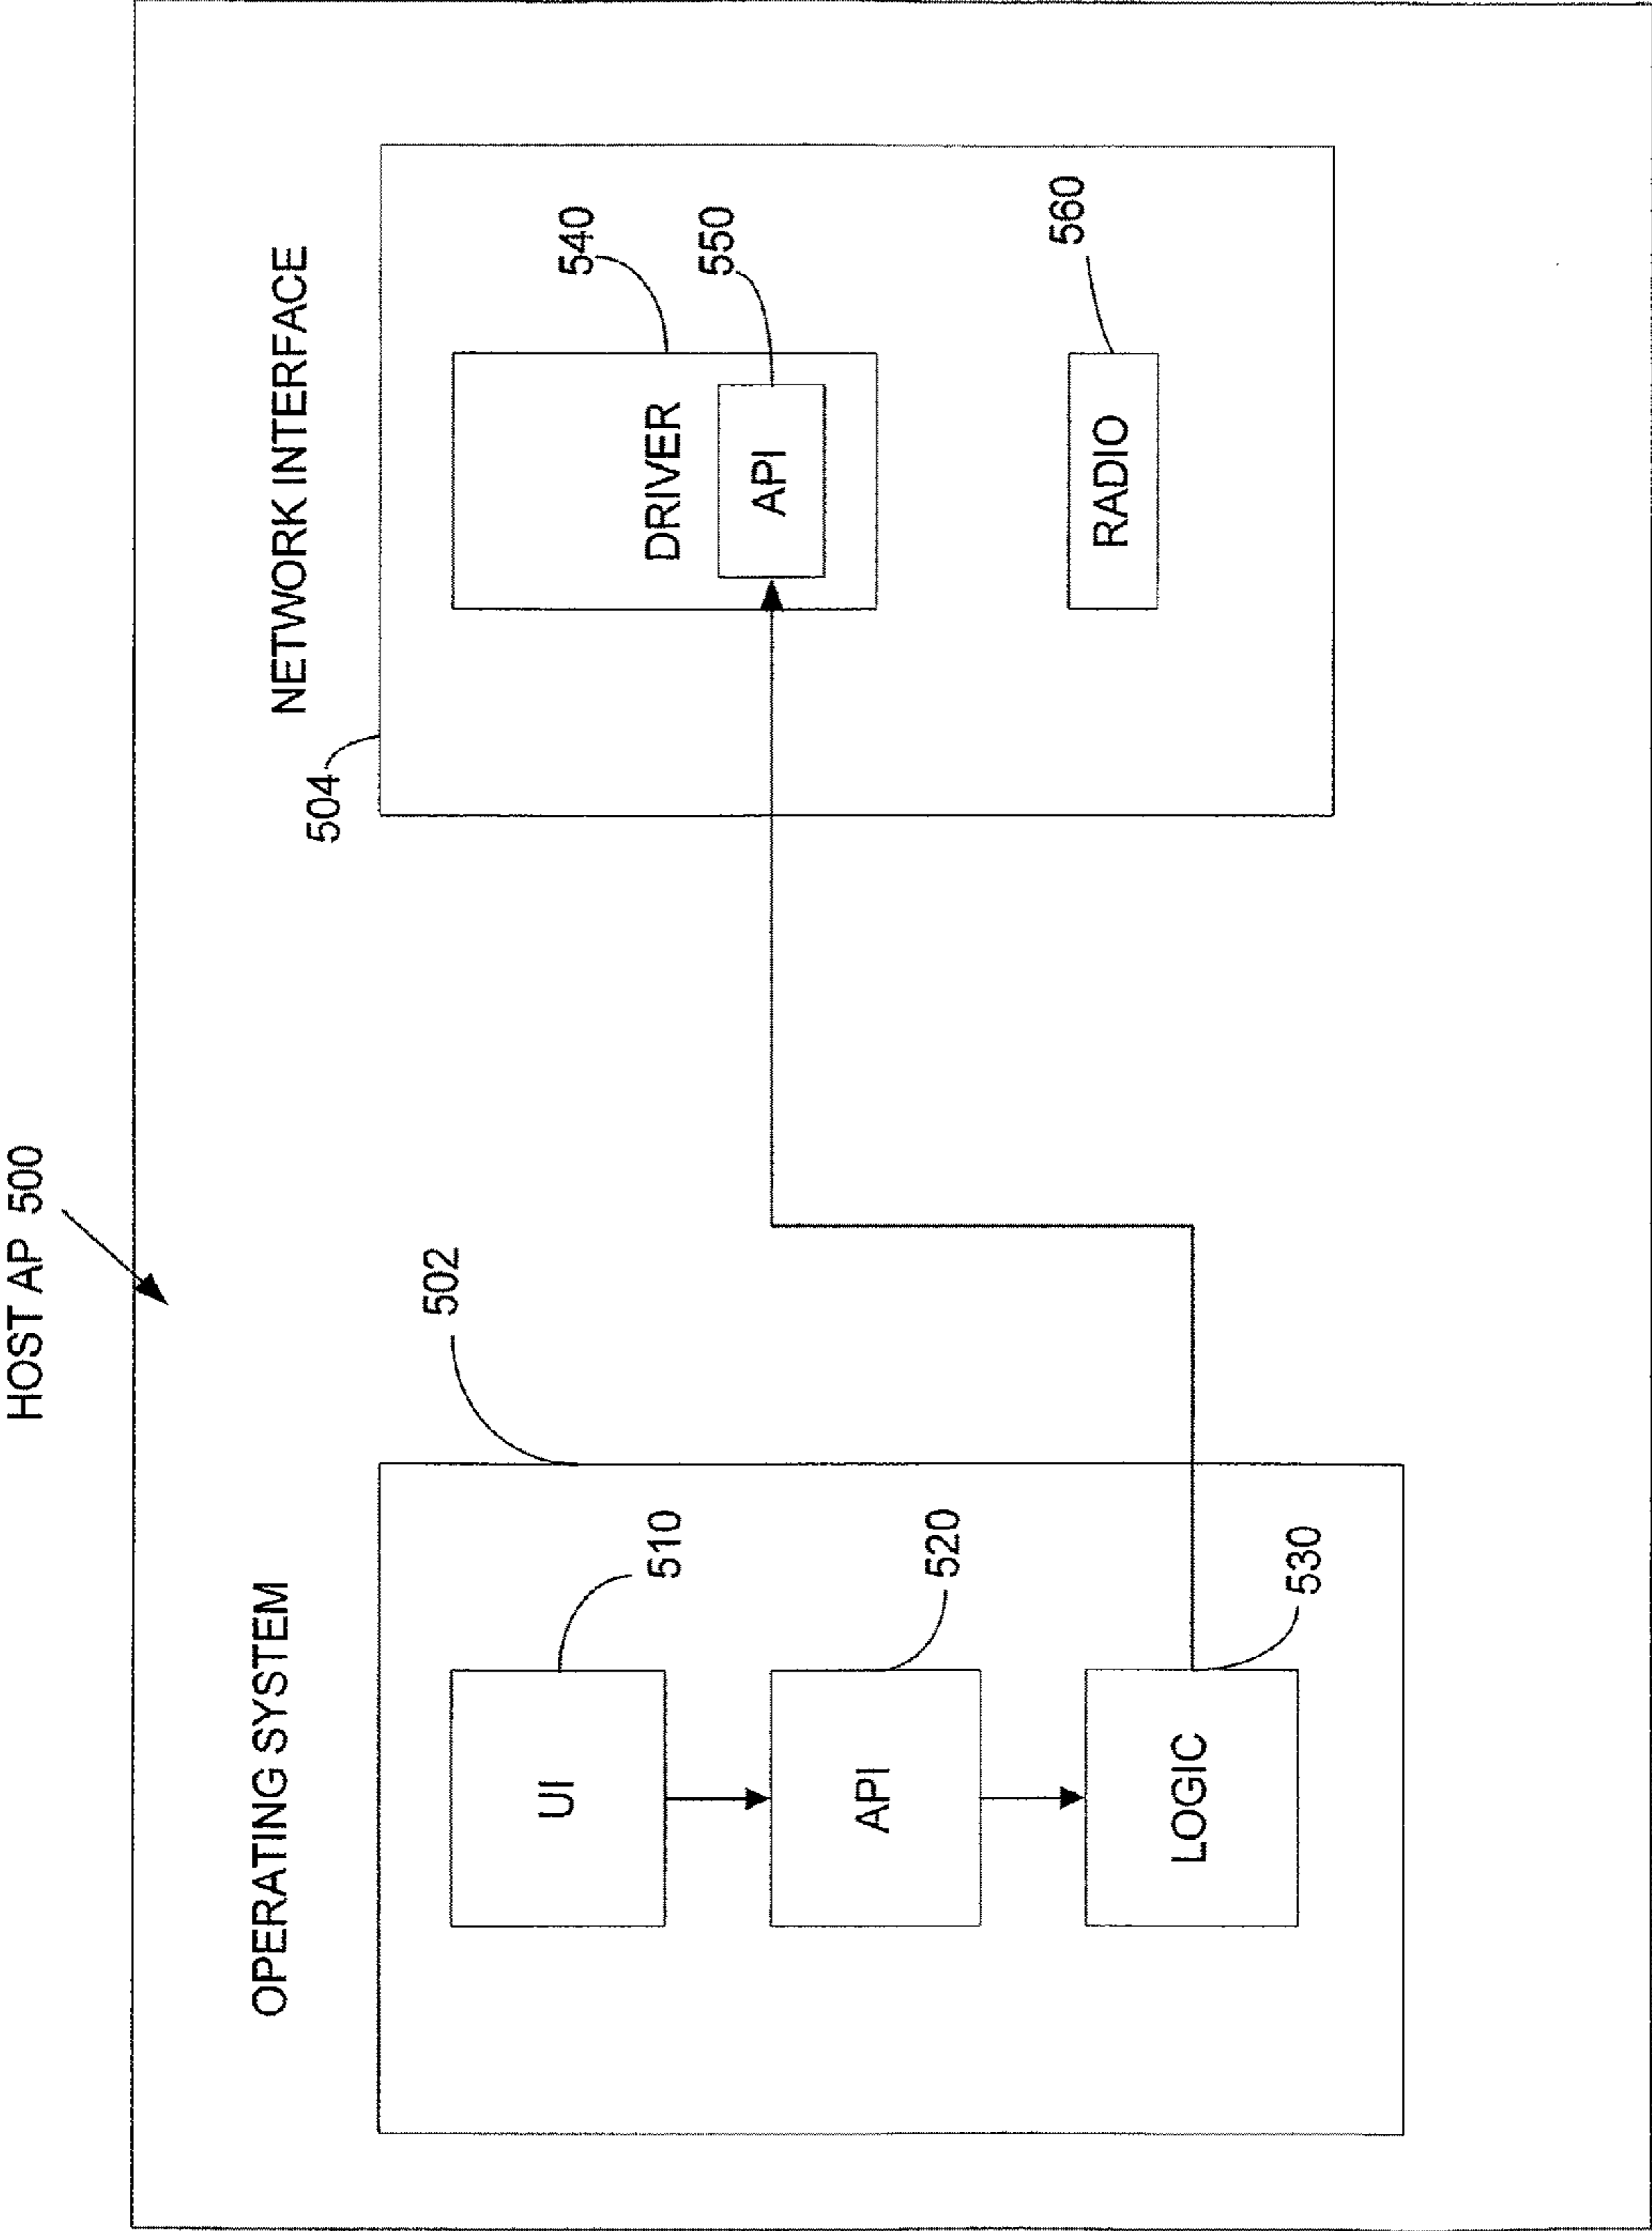 HOST AP 500
OPERATING SYSTEM
502
UI
510
API
520
LOGIC
530
NETWORK INTERFACE
504
540
DRIVER
550
API
560
RADIO